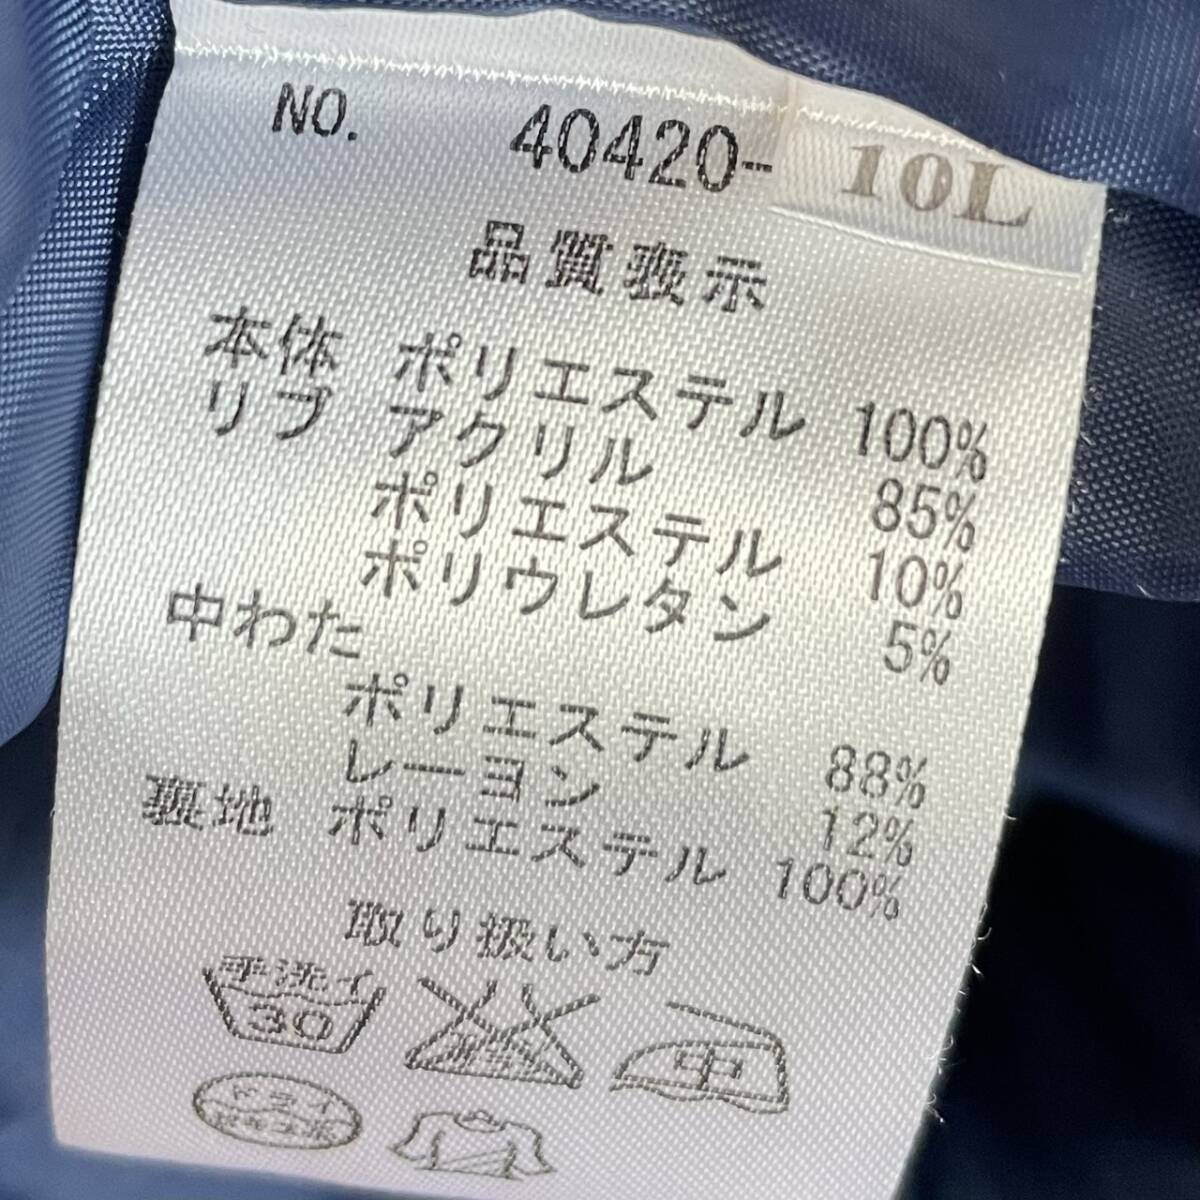 NO. 40420- 10L
品質表示
本体 ポリエステル 100%
リブ アクリル 85%
ポリエステル 10%
ポリウレタン 5%
中わた
ポリエステル 88%
レーヨン 12%
裏地 ポリエステル 100%
取り扱い方
手洗イ
30
中
ドライ